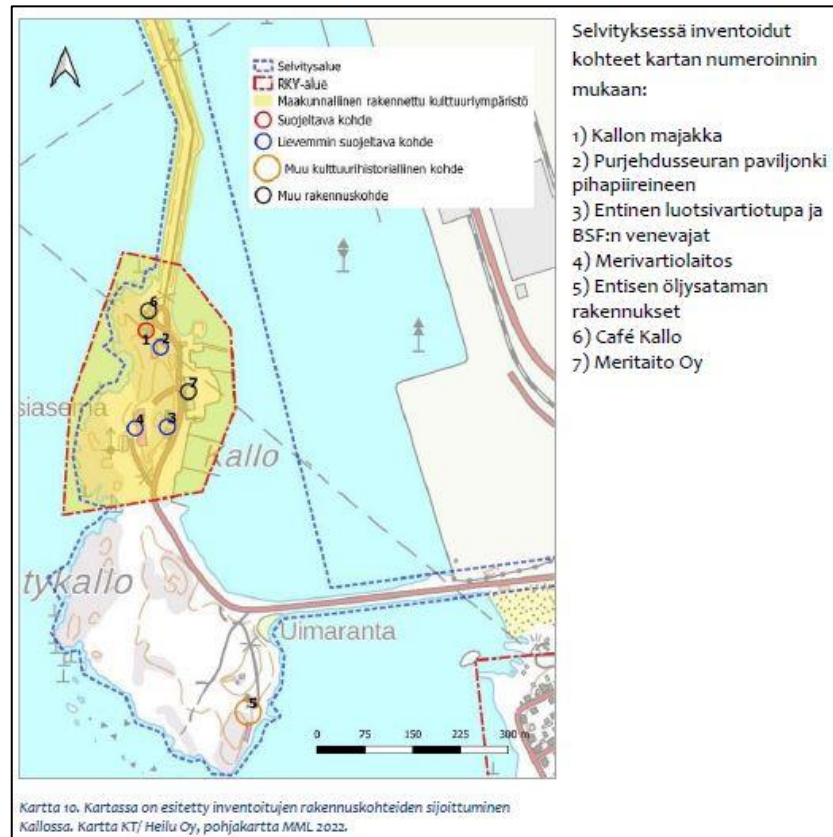 Selvitysalue
RKY-alue
Maakunnallinen rakennettu kulttuuriympäristö
Suojeltava kohde
Lievemmin suojeltava kohde
Muu kulttuurihistoriallinen kohde
Muu rakennuskohde
6
1
2
7
siasema
4
3
Kallo
tykallo
Uimaranta
5
0 75 150 225 300 m
Kartta 10. Kartassa on esitetty inventoitujen rakennuskohteiden sijoittuminen
Kallossa. Kartta KT/ Heilu Oy, pohjakartta MML 2022.
Selvityksessä inventoidut
kohteet kartan numeroinnin
mukaan:
1) Kallon majakka
2) Purjehdusseuran paviljonki
pihapiireineen
3) Entinen luotsivartiotupa ja
BSF:n venevajat
4) Merivartiolaitos
5) Entisen öljysataman
rakennukset
6) Café Kallo
7) Meritaito Oy